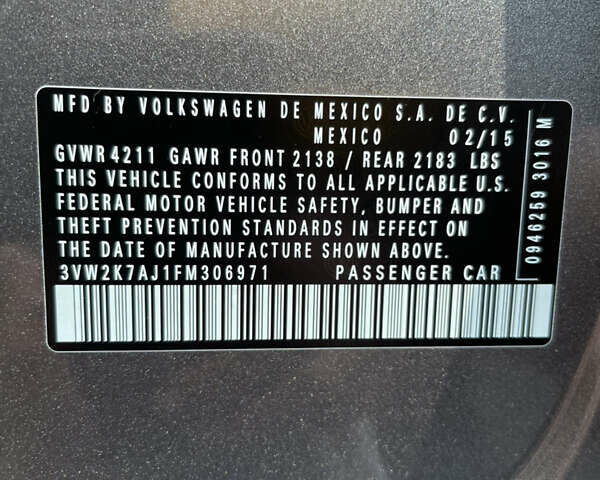 MFD BY VOLKSWAGEN DE MEXICO S.A. DE C.V.
MEXICO 02/15
GVWR 4211 GAWR FRONT 2138 / REAR 2183 LBS
THIS VEHICLE CONFORMS TO ALL APPLICABLE U.S.
FEDERAL MOTOR VEHICLE SAFETY, BUMPER AND
THEFT PREVENTION STANDARDS IN EFFECT ON
THE DATE OF MANUFACTURE SHOWN ABOVE.
3VW2K7AJ1FM306971 PASSENGER CAR
0946259 3016 M